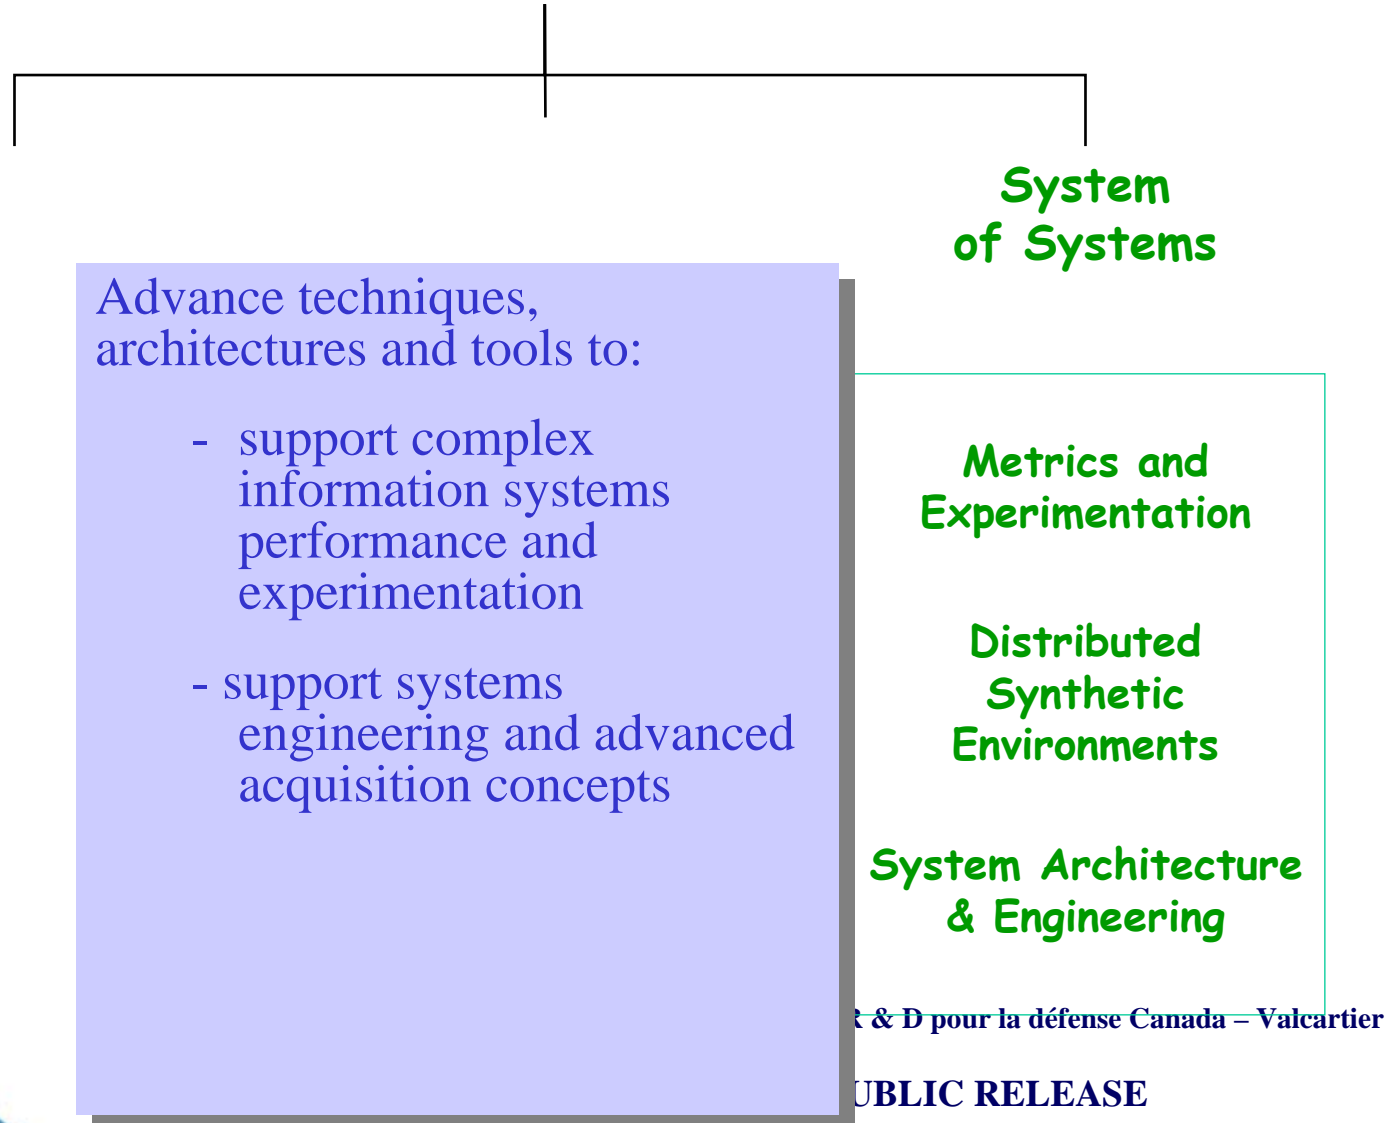 System
of Systems
Advance techniques,
architectures and tools to:
- support complex
information systems
performance and
experimentation
- support systems
engineering and advanced
acquisition concepts
Metrics and
Experimentation
Distributed
Synthetic
Environments
System Architecture
& Engineering
& D pour la défense Canada – Valcartier
RELEASE